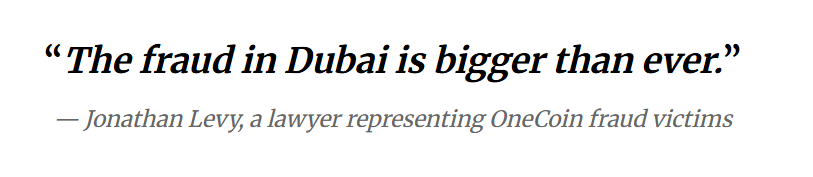 “The fraud in Dubai is bigger than ever.”
— Jonathan Levy, a lawyer representing OneCoin fraud victims